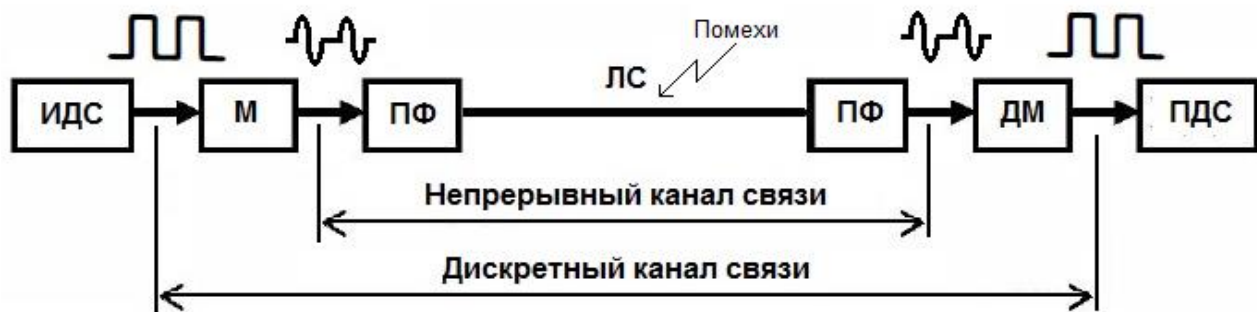 Помехи
ЛС
ИДС
М
ПФ
ПФ
ДМ
ПДС
Непрерывный канал связи
Дискретный канал связи